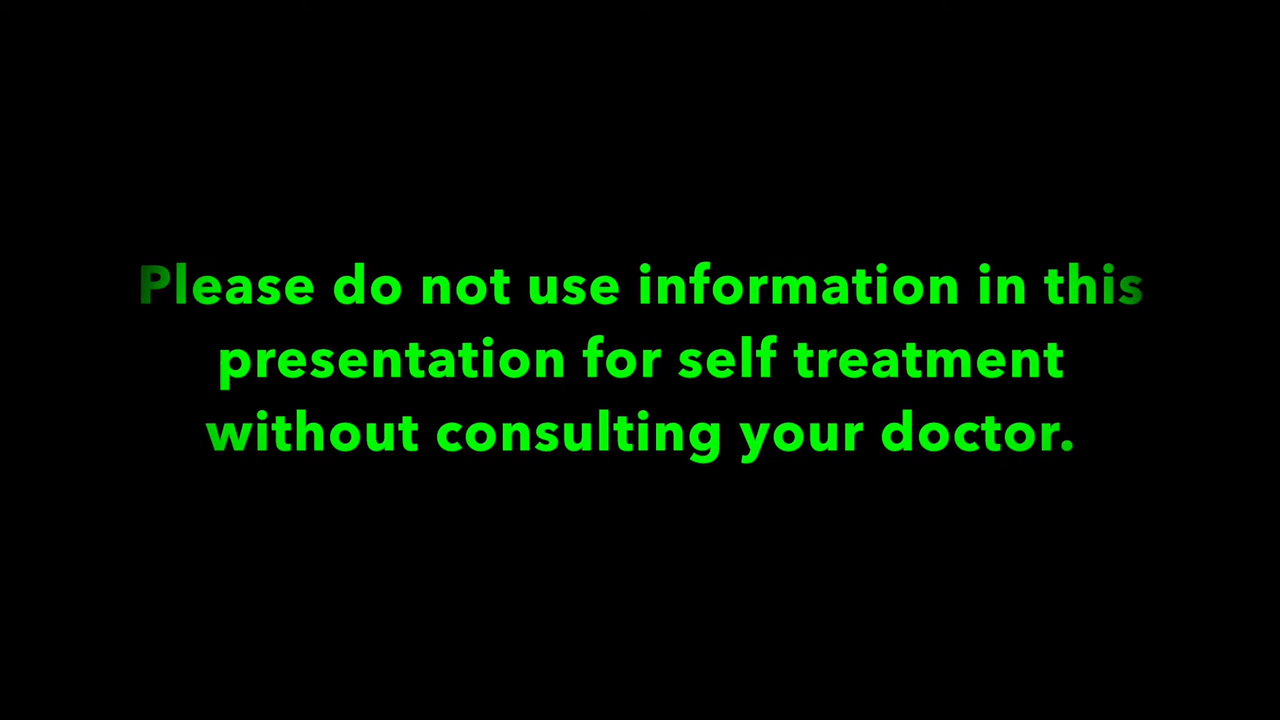 Please do not use information in this
presentation for self treatment
without consulting your doctor.